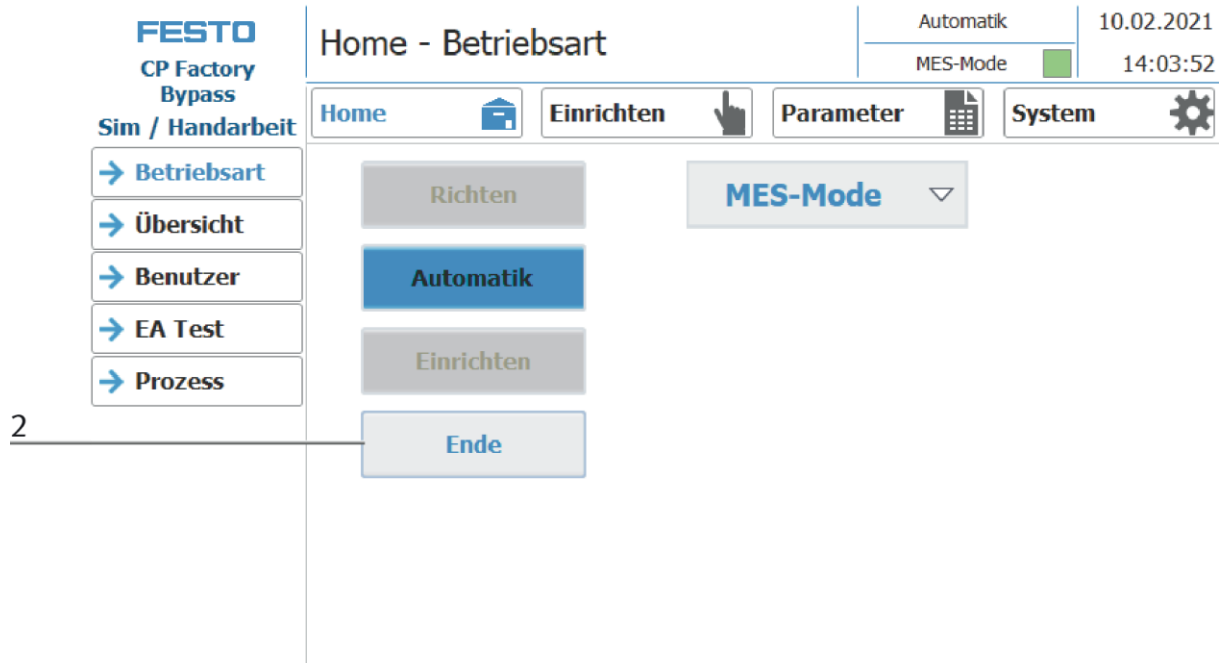 FESTO
CP Factory
Bypass
Sim / Handarbeit
Home - Betriebsart
Automatik
MES-Mode
10.02.2021
14:03:52
Home
Einrichten
Parameter
System
Betriebsart
Übersicht
Benutzer
EA Test
Prozess
Richten
Automatik
Einrichten
Ende
MES-Mode
2